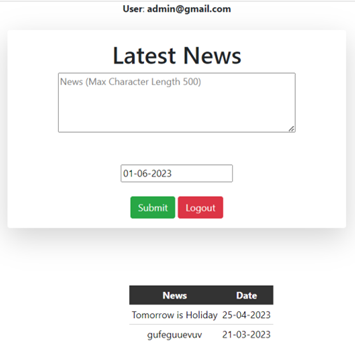 User: admin@gmail.com
Latest News
News (Max Character Length 500)
01-06-2023
Submit Logout
News Date
Tomorrow is Holiday 25-04-2023
gufeguuevuv 21-03-2023